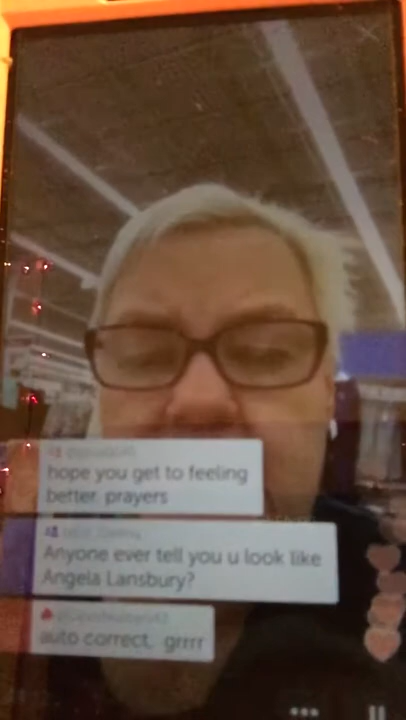 hope you get to feeling
better. prayers
Anyone ever tell you u look like
Angela Lansbury?
auto correct. grrrr